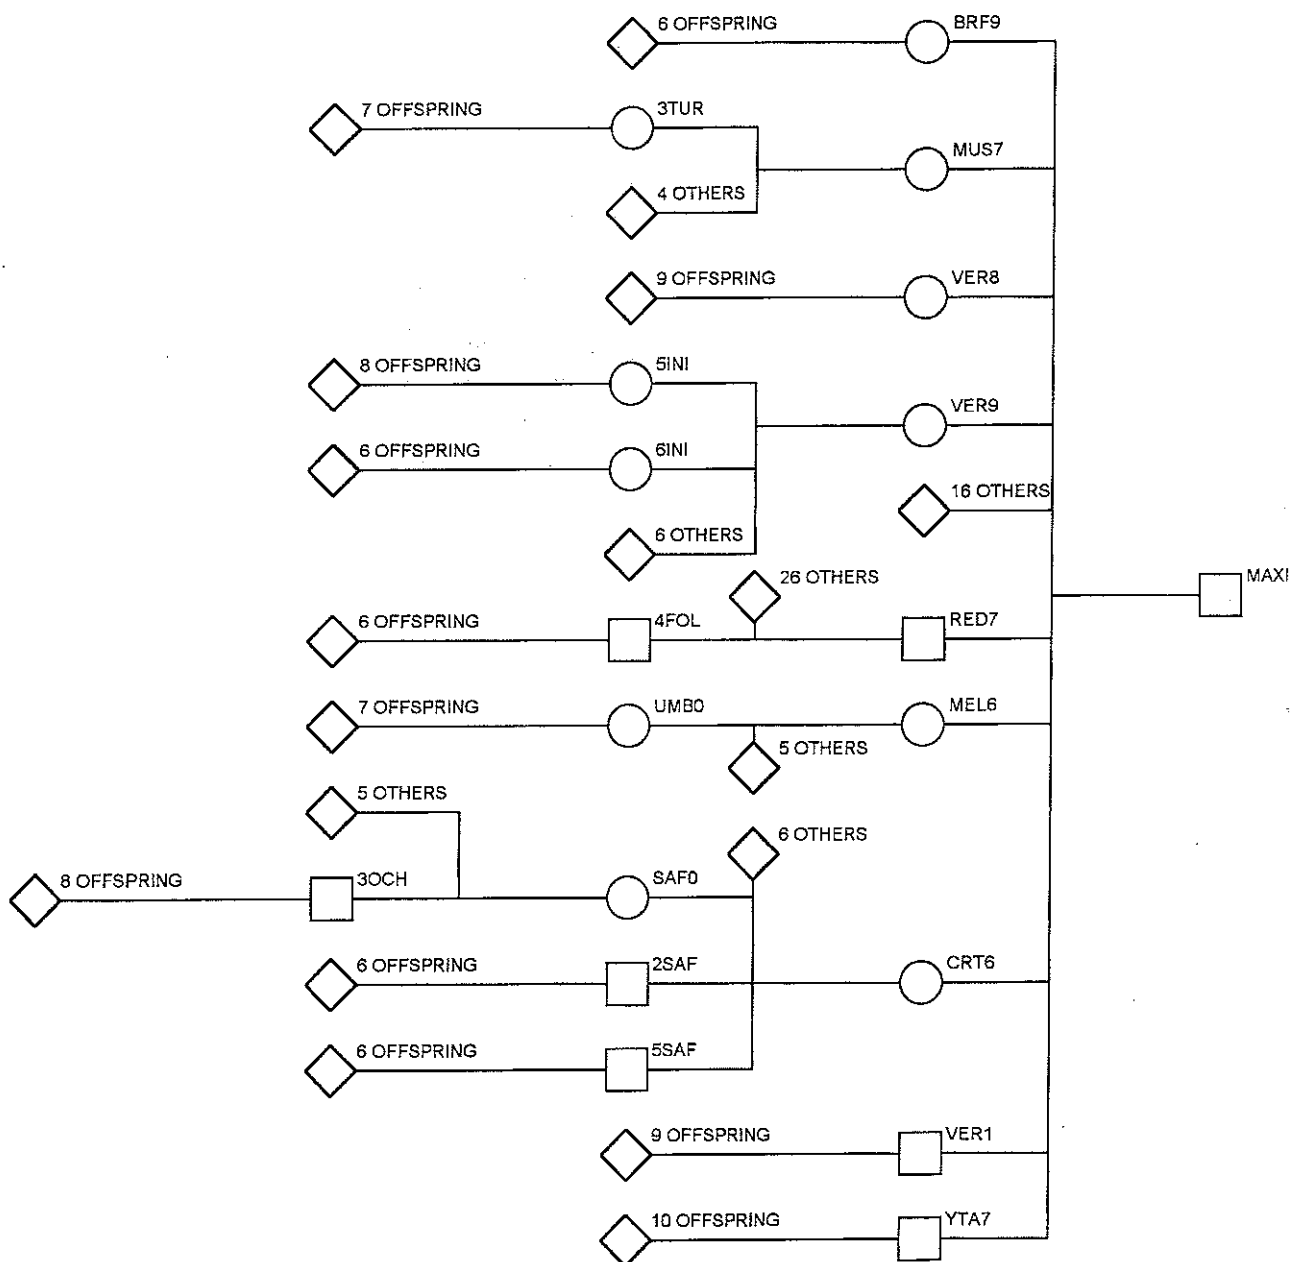 6 OFFSPRING
BRF9
7 OFFSPRING
3TUR
MUS7
4 OTHERS
9 OFFSPRING
VER8
8 OFFSPRING
5INI
VER9
6 OFFSPRING
6INI
16 OTHERS
6 OTHERS
26 OTHERS
MAXI
6 OFFSPRING
4FOL
RED7
7 OFFSPRING
UMB0
MEL6
5 OTHERS
5 OTHERS
6 OTHERS
8 OFFSPRING
3OCH
SAF0
6 OFFSPRING
2SAF
CRT6
6 OFFSPRING
5SAF
9 OFFSPRING
VER1
10 OFFSPRING
YTA7